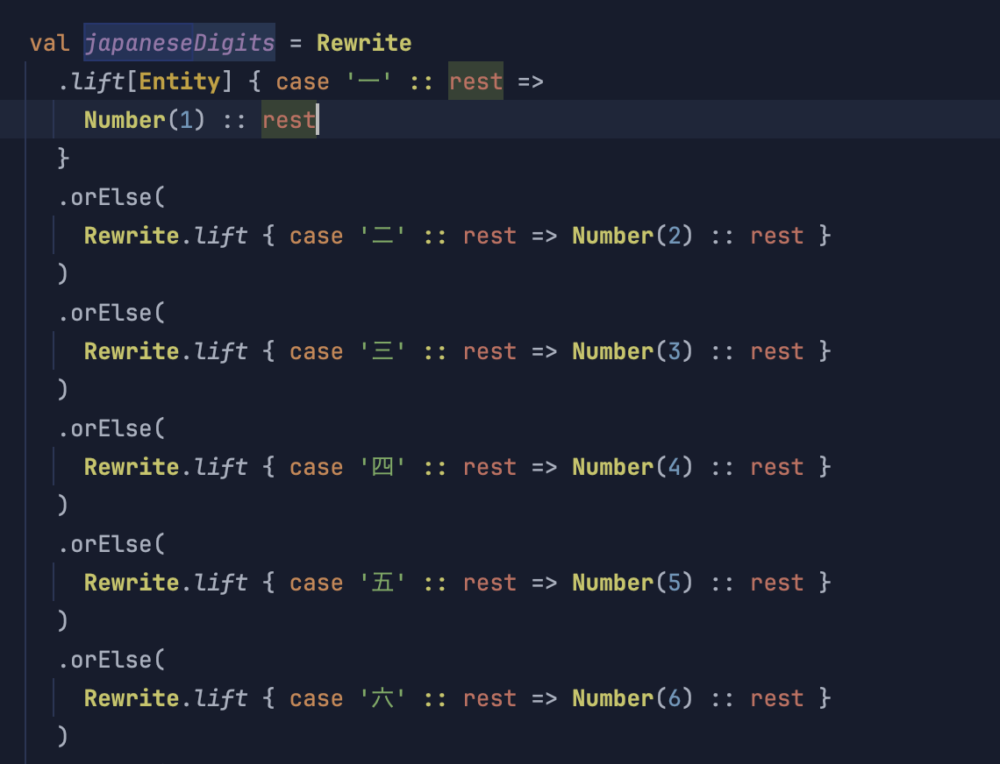 val japaneseDigits = Rewrite
.lift[Entity] { case '一' :: rest =>
Number(1) :: rest
}
.orElse(
Rewrite.lift { case '二' :: rest => Number(2) :: rest }
)
.orElse(
Rewrite.lift { case '三' :: rest => Number(3) :: rest }
)
.orElse(
Rewrite.lift { case '四' :: rest => Number(4) :: rest }
)
.orElse(
Rewrite.lift { case '五' :: rest => Number(5) :: rest }
)
.orElse(
Rewrite.lift { case '六' :: rest => Number(6) :: rest }
)